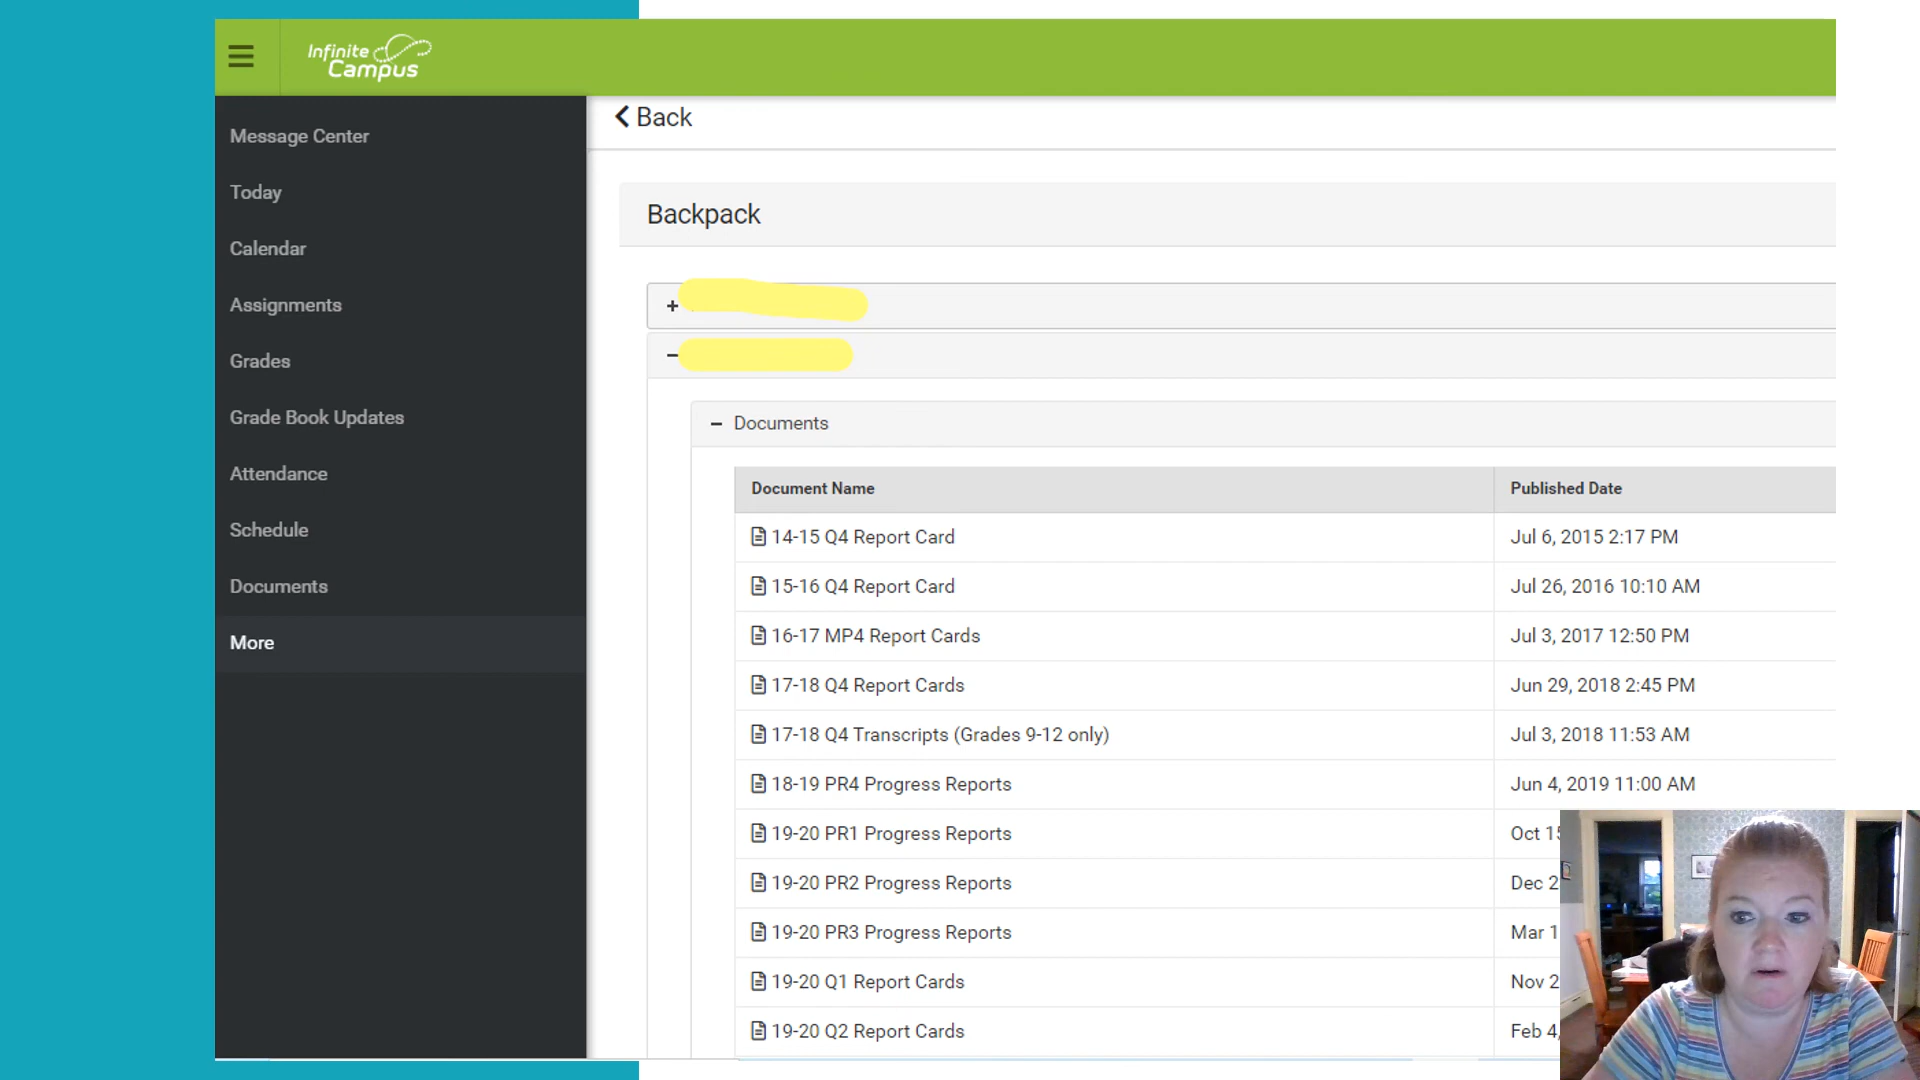 Infinite
Campus
Message Center
Today
Calendar
Assignments
Grades
Grade Book Updates
Attendance
Schedule
Documents
More
Back
Backpack
Documents
Document Name Published Date
14-15 Q4 Report Card Jul 6, 2015 2:17 PM
15-16 Q4 Report Card Jul 26, 2016 10:10 AM
16-17 MP4 Report Cards Jul 3, 2017 12:50 PM
17-18 Q4 Report Cards Jun 29, 2018 2:45 PM
17-18 Q4 Transcripts (Grades 9-12 only) Jul 3, 2018 11:53 AM
18-19 PR4 Progress Reports Jun 4, 2019 11:00 AM
19-20 PR1 Progress Reports Oct 15
19-20 PR2 Progress Reports Dec 2
19-20 PR3 Progress Reports Mar 1
19-20 Q1 Report Cards Nov 2
19-20 Q2 Report Cards Feb 4,